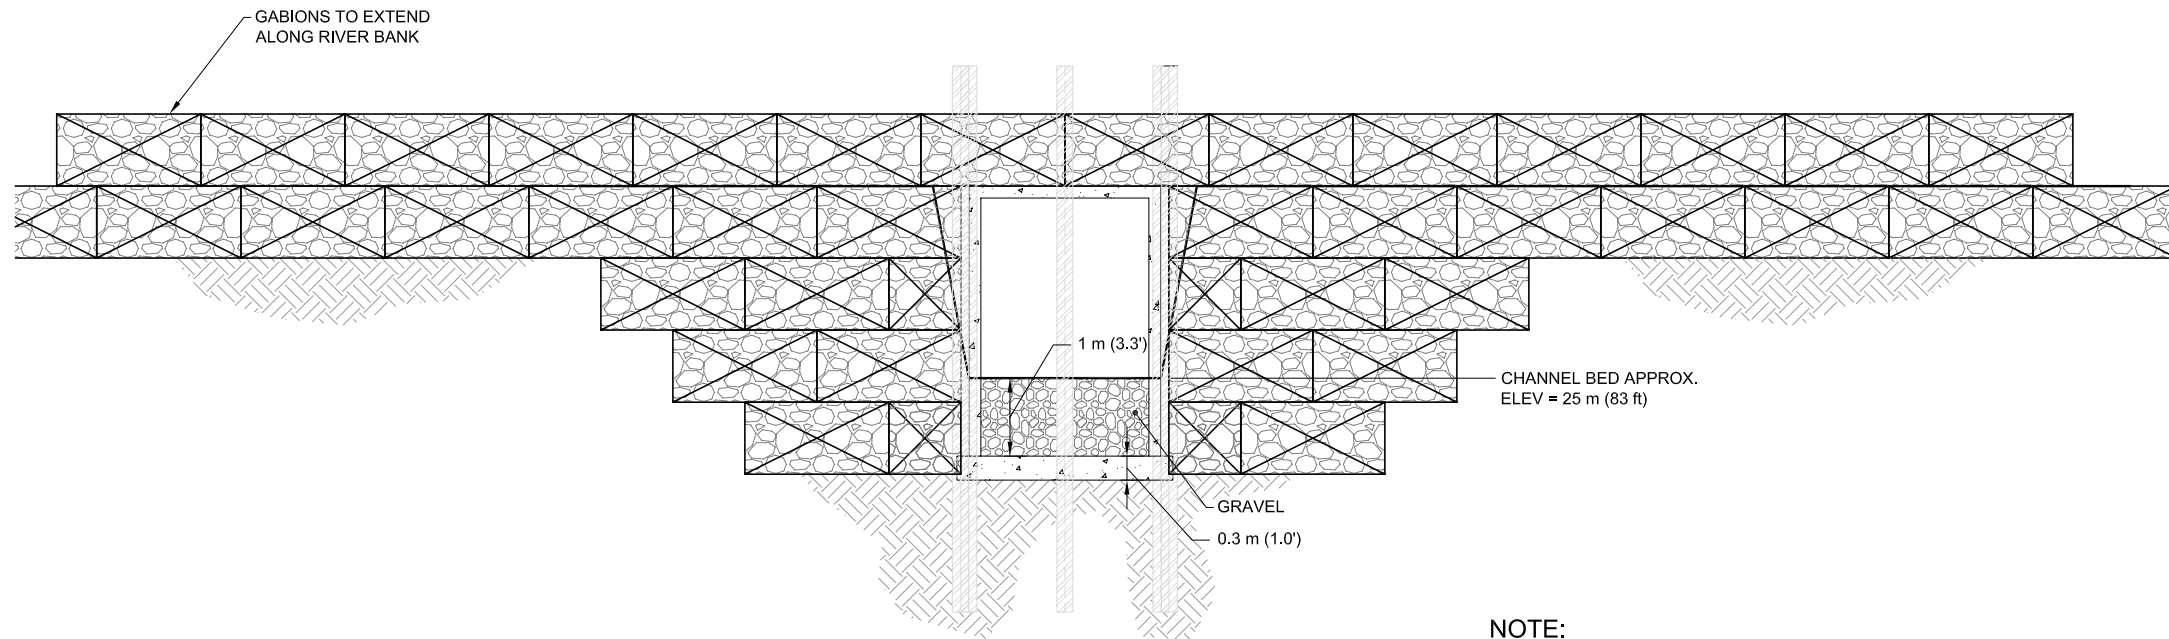 GABIONS TO EXTEND
ALONG RIVER BANK
1 m (3.3')
CHANNEL BED APPROX.
ELEV = 25 m (83 ft)
GRAVEL
0.3 m (1.0')
NOTE: